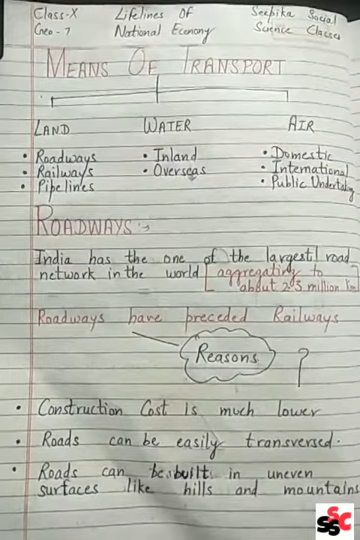 Class-X Lifelines Of Seepika Social
Geo-7 National Economy Science Classes
MEANS OF TRANSPORT
LAND WATER AIR
• Roadways • Inland • Domestic
• Railways • Overseas • International
• Pipelines • Public Undertaking
ROADWAYS :→
India has the one of the largest road
network in the world [aggregating to
about 2.3 million km]
Roadways have preceded Railways
Reasons ?
• Construction Cost is much lower
• Roads can be easily transversed.
• Roads can be built in uneven
surfaces like hills and mountains
SSSC